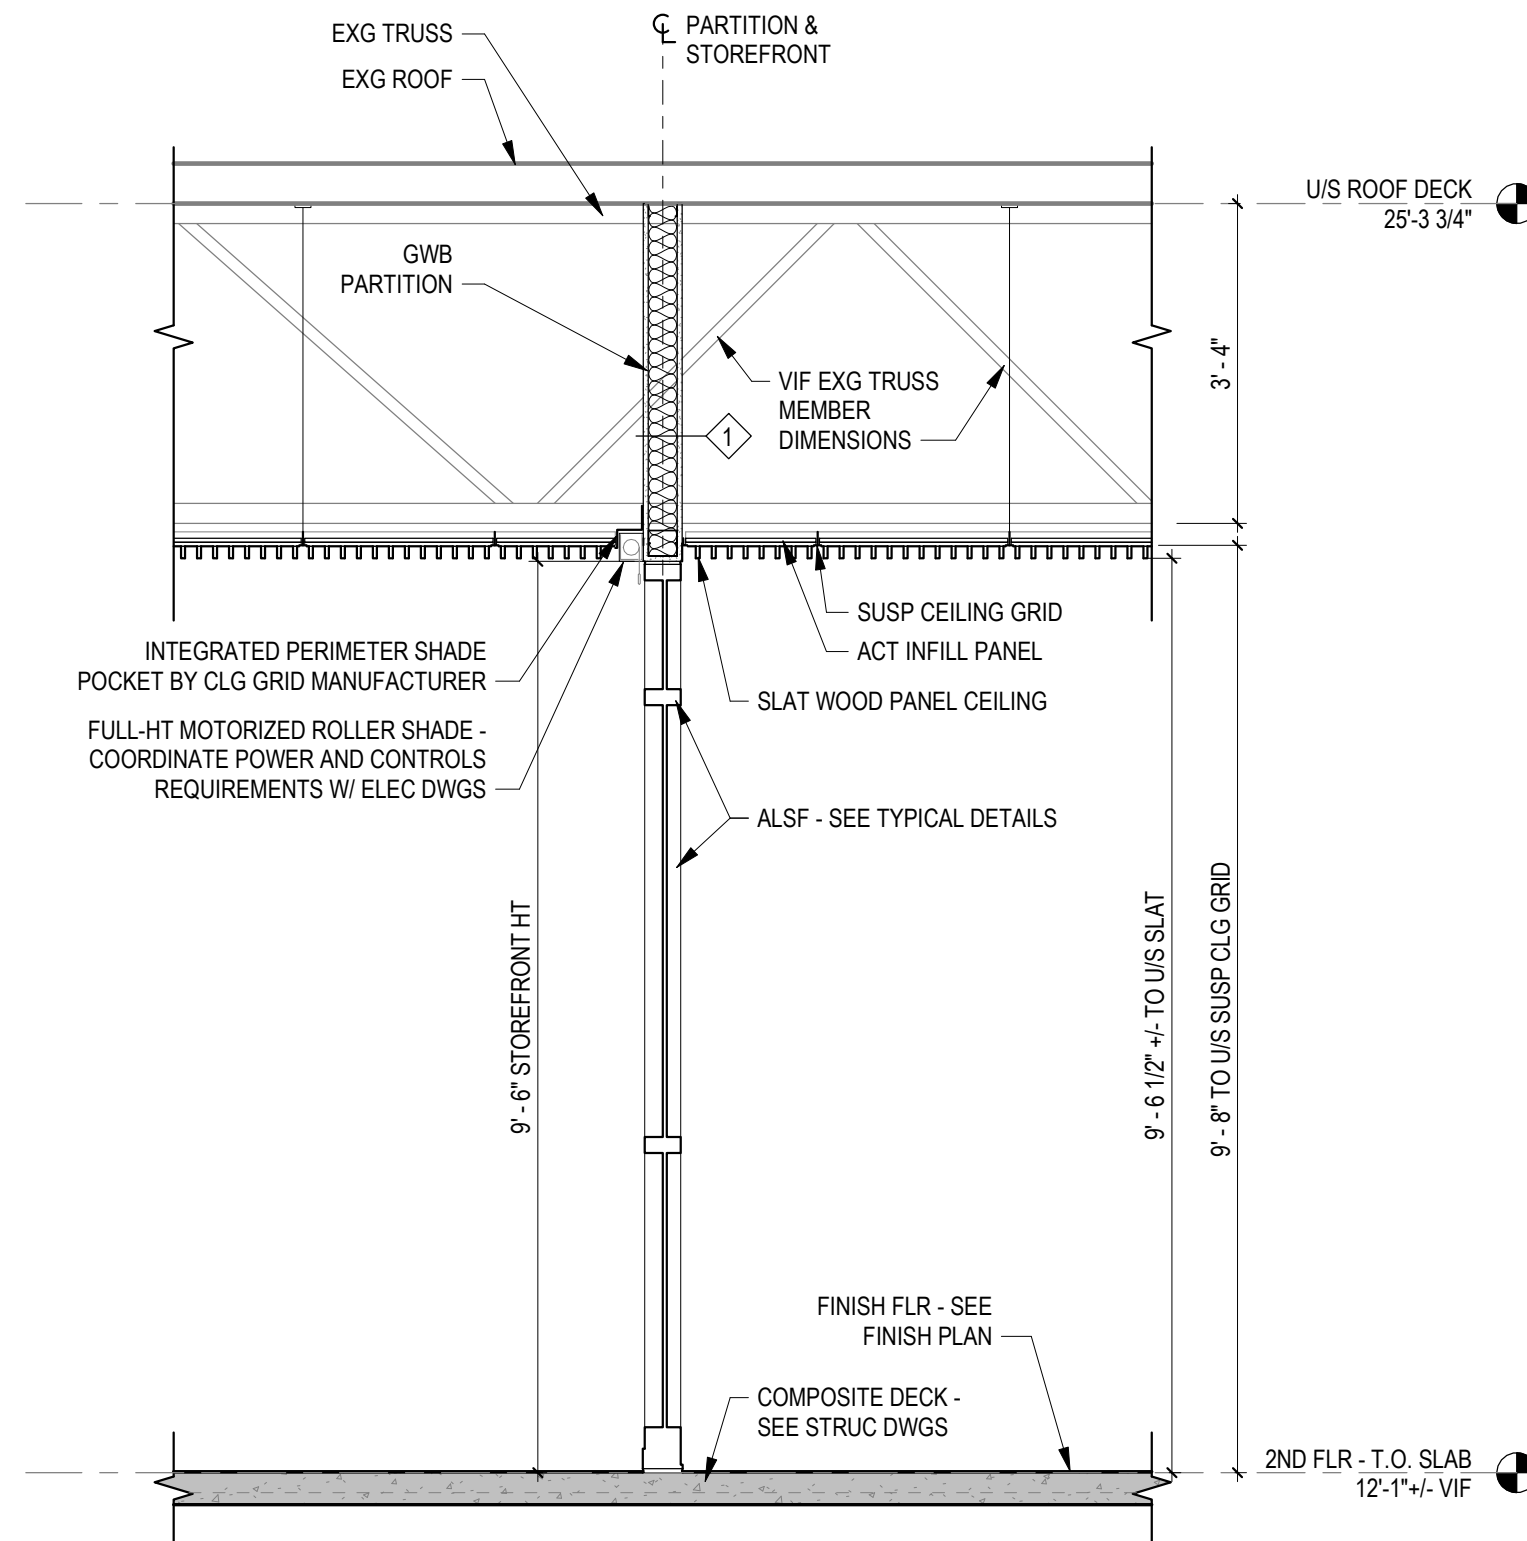 EXG TRUSS
EXG ROOF
CL PARTITION &
STOREFRONT
U/S ROOF DECK
25'-3 3/4"
GWB
PARTITION
3' - 4"
VIF EXG TRUSS
MEMBER
DIMENSIONS
1
SUSP CEILING GRID
ACT INFILL PANEL
SLAT WOOD PANEL CEILING
INTEGRATED PERIMETER SHADE
POCKET BY CLG GRID MANUFACTURER
FULL-HT MOTORIZED ROLLER SHADE -
COORDINATE POWER AND CONTROLS
REQUIREMENTS W/ ELEC DWGS
ALSF - SEE TYPICAL DETAILS
9' - 6" STOREFRONT HT
9' - 6 1/2" +/- TO U/S SLAT
9' - 8" TO U/S SUSP CLG GRID
FINISH FLR - SEE
FINISH PLAN
COMPOSITE DECK -
SEE STRUC DWGS
2ND FLR - T.O. SLAB
12'-1"+/- VIF